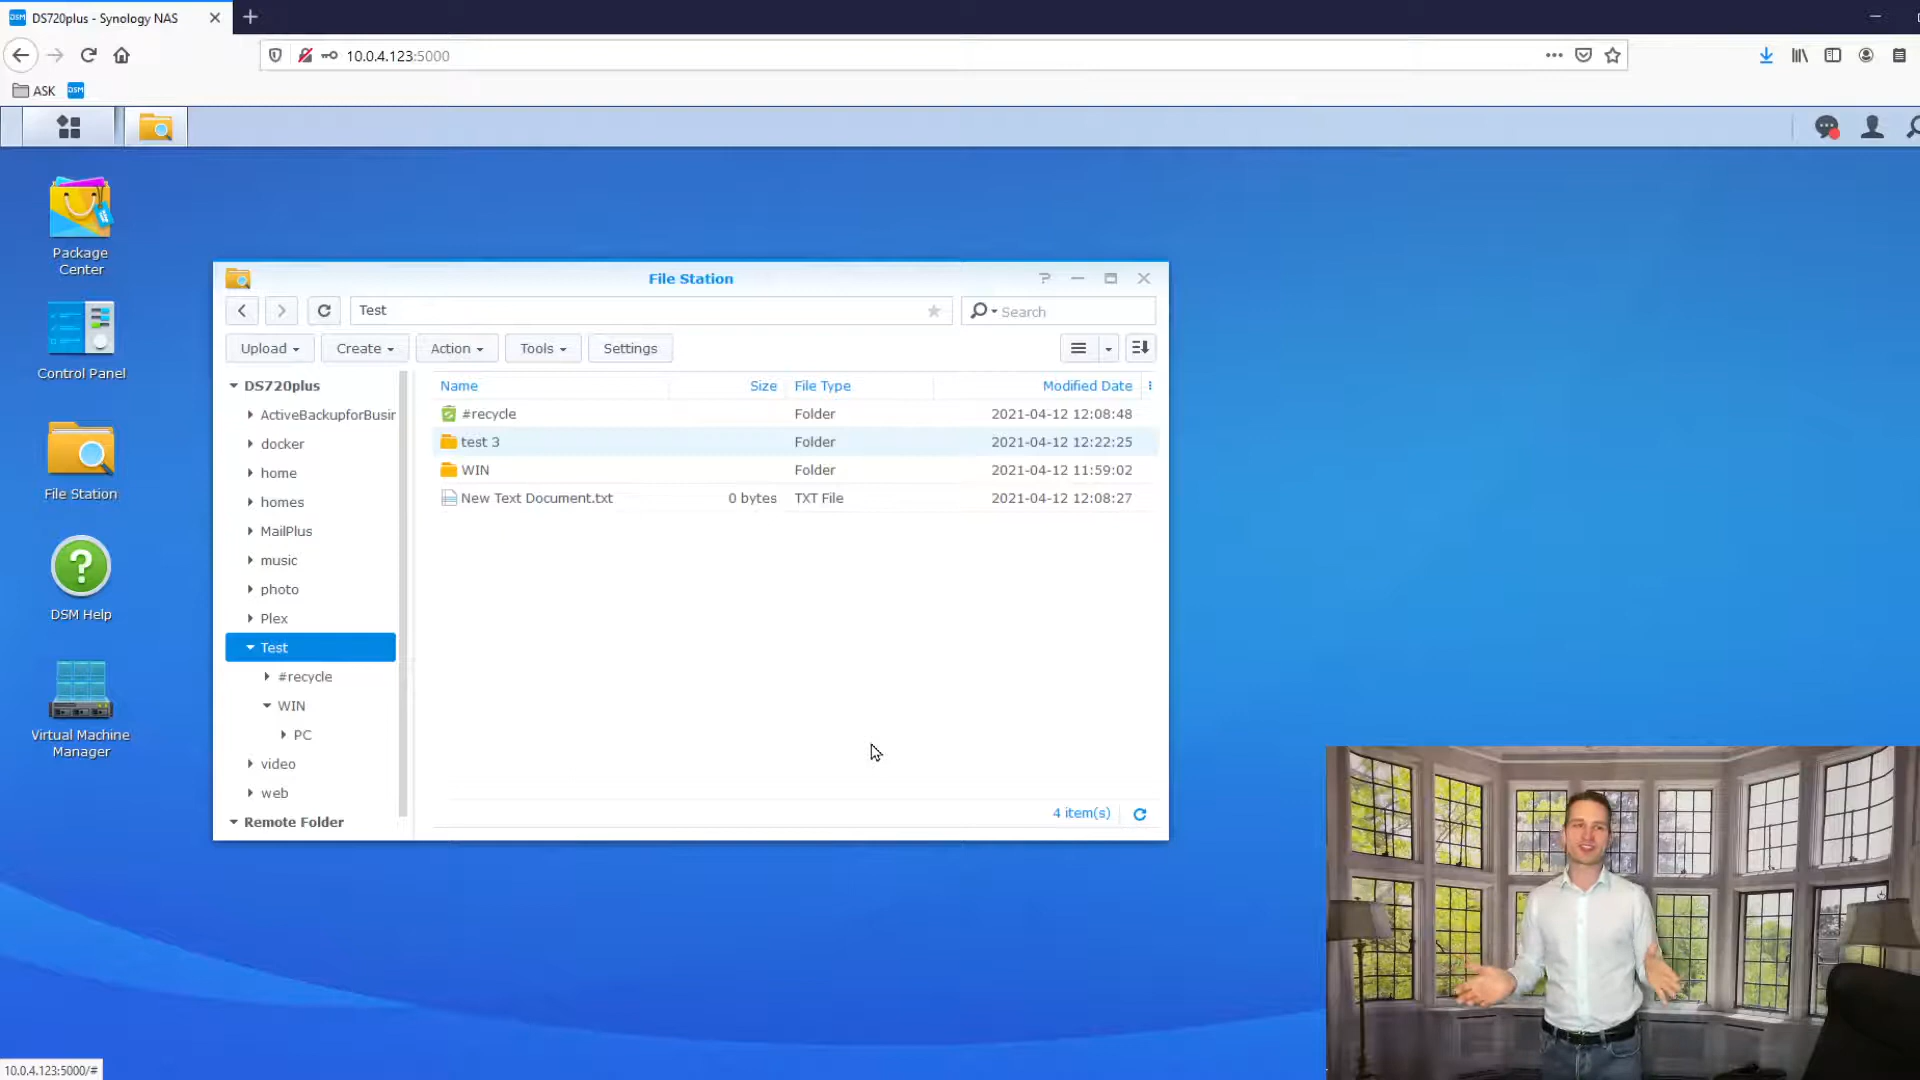 DSM DS720plus - Synology NAS
10.0.4.123:5000
ASK DSM
Package
Center
Control Panel
File Station
DSM Help
Virtual Machine
Manager
File Station
Test
Search
Upload
Create
Action
Tools
Settings
DS720plus
ActiveBackupforBusin
docker
home
homes
MailPlus
music
photo
Plex
Test
#recycle
WIN
PC
video
web
Remote Folder
Name Size File Type Modified Date
#recycle Folder 2021-04-12 12:08:48
test 3 Folder 2021-04-12 12:22:25
WIN Folder 2021-04-12 11:59:02
New Text Document.txt 0 bytes TXT File 2021-04-12 12:08:27
4 item(s)
10.0.4.123:5000/#